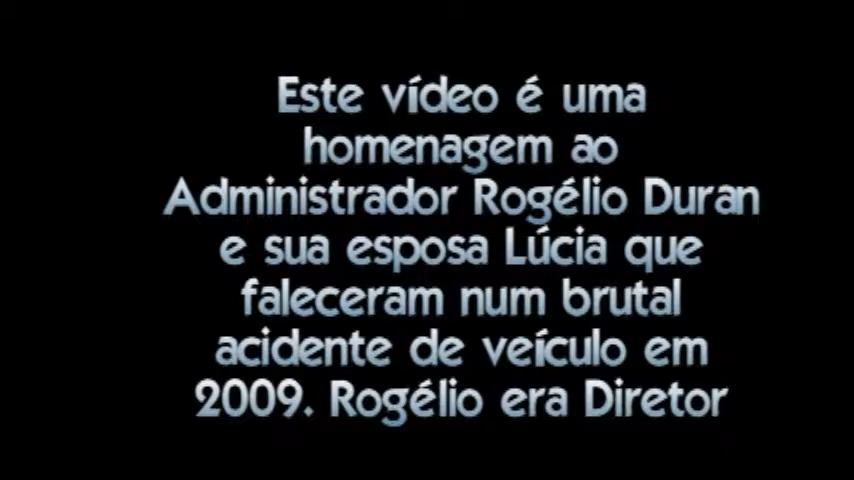 Este vídeo é uma
homenagem ao
Administrador Rogélio Duran
e sua esposa Lúcia que
faleceram num brutal
acidente de veículo em
2009. Rogélio era Diretor